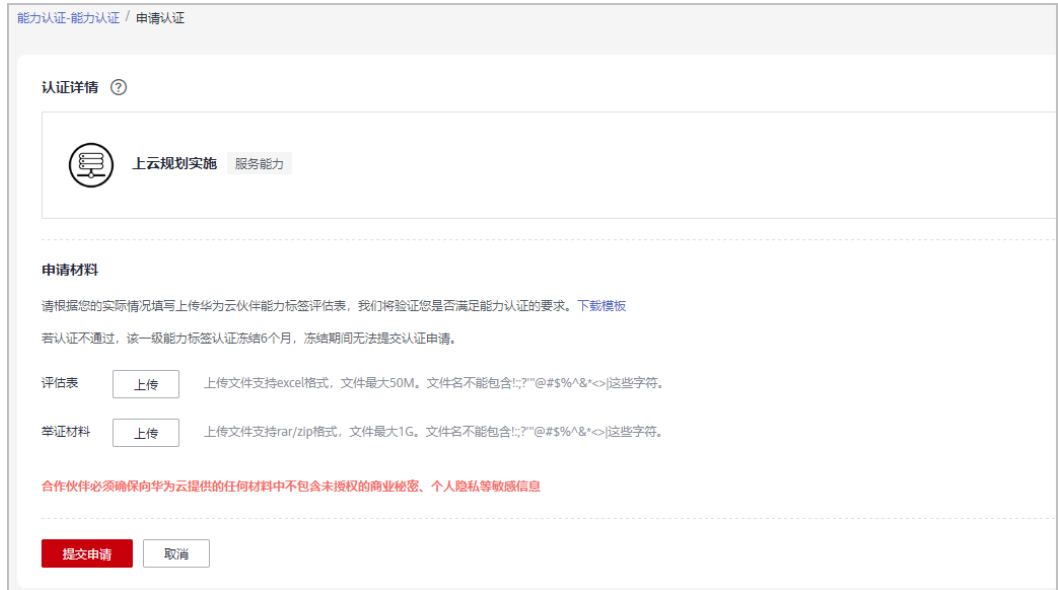 能力认证-能力认证 / 申请认证
认证详情 ?
上云规划实施 服务能力
申请材料
请根据您的实际情况填写上传华为云伙伴能力标签评估表，我们将验证您是否满足能力认证的要求。下载模板
若认证不通过，该一级能力标签认证冻结6个月，冻结期间无法提交认证申请。
评估表 上传 上传文件支持excel格式，文件最大50M。文件名不能包含!:;?'"@#$%^&*<>|这些字符。
举证材料 上传 上传文件支持rar/zip格式，文件最大1G。文件名不能包含!:;?'"@#$%^&*<>|这些字符。
合作伙伴必须确保向华为云提供的任何材料中不包含未授权的商业秘密、个人隐私等敏感信息
提交申请 取消